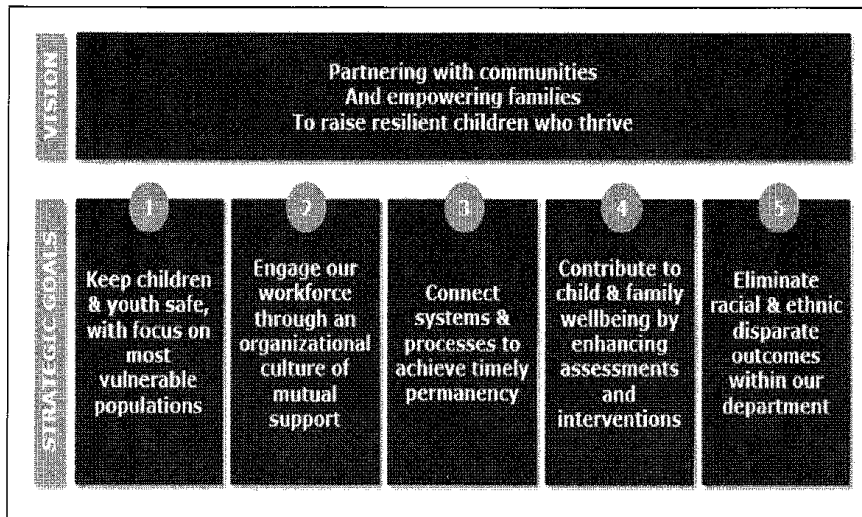 VISION
Partnering with communities
And empowering families
To raise resilient children who thrive
STRATEGIC GOALS
1
Keep children
& youth safe,
with focus on
most
vulnerable
populations
2
Engage our
workforce
through an
organizational
culture of
mutual
support
3
Connect
systems &
processes to
achieve timely
permanency
4
Contribute to
child & family
wellbeing by
enhancing
assessments
and
interventions
5
Eliminate
racial & ethnic
disparate
outcomes
within our
department